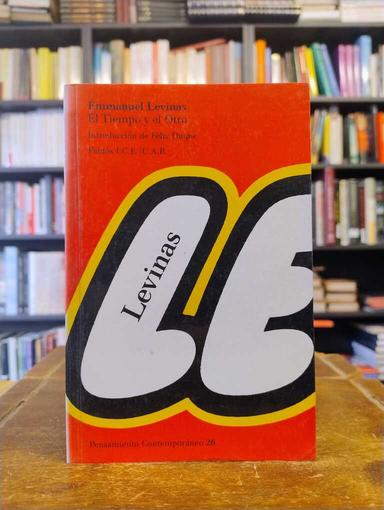 Emmanuel Levinas
El Tiempo y el Otro
Introducción de Félix Duque
Paidós I.C.E. / U.A.B.
LE
Levinas
Pensamiento Contemporáneo 26